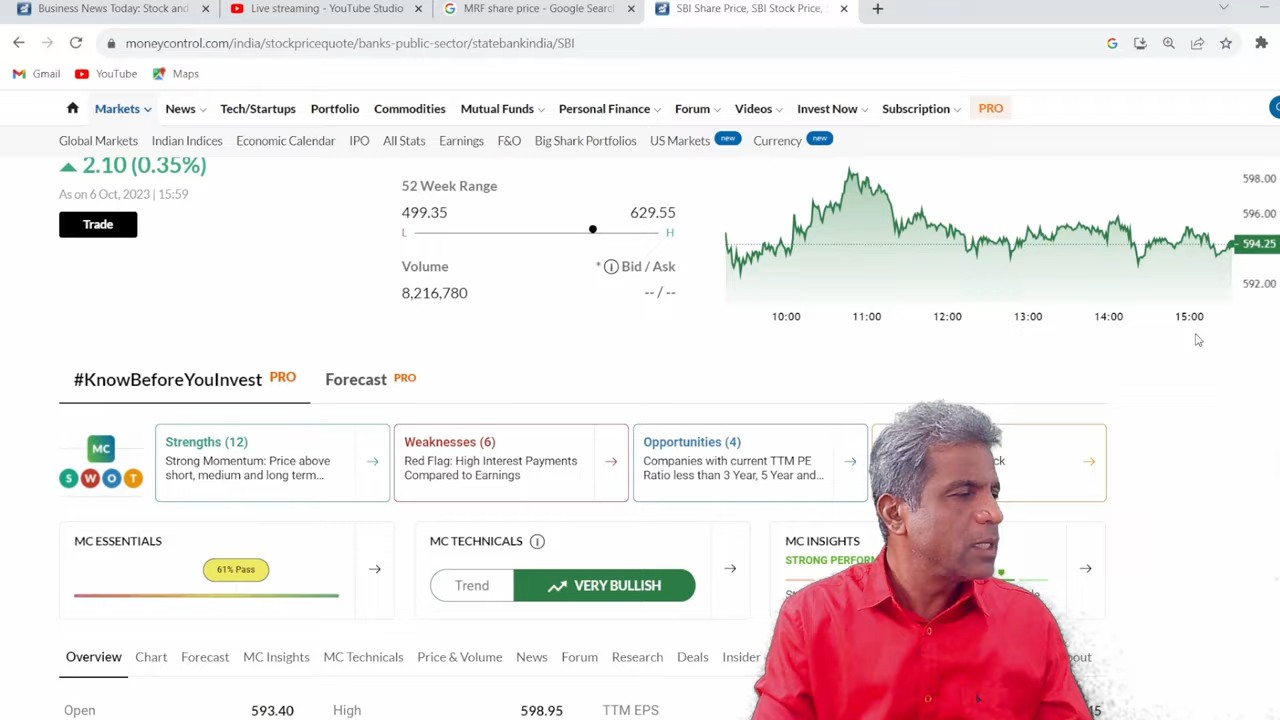 Business News Today: Stock and
Live streaming - YouTube Studio
MRF share price - Google Search
SBI Share Price, SBI Stock Price,
moneycontrol.com/india/stockpricequote/banks-public-sector/statebankindia/SBI
Gmail YouTube Maps
Markets News Tech/Startups Portfolio Commodities Mutual Funds Personal Finance Forum Videos Invest Now Subscription PRO
Global Markets Indian Indices Economic Calendar IPO All Stats Earnings F&O Big Shark Portfolios US Markets new Currency new
2.10 (0.35%)
As on 6 Oct, 2023 | 15:59
Trade
52 Week Range
499.35 629.55
L H
Volume * Bid / Ask
8,216,780 -- / --
598.00
596.00
594.25
592.00
10:00 11:00 12:00 13:00 14:00 15:00
#KnowBeforeYouInvest PRO Forecast PRO
MC
S W O T
Strengths (12)
Strong Momentum: Price above
short, medium and long term...
Weaknesses (6)
Red Flag: High Interest Payments
Compared to Earnings
Opportunities (4)
Companies with current TTM PE
Ratio less than 3 Year, 5 Year and...
MC ESSENTIALS
61% Pass
MC TECHNICALS
Trend VERY BULLISH
MC INSIGHTS
Overview Chart Forecast MC Insights MC Technicals Price & Volume News Forum Research Deals Insider
Open 593.40 High 598.95 TTM EPS